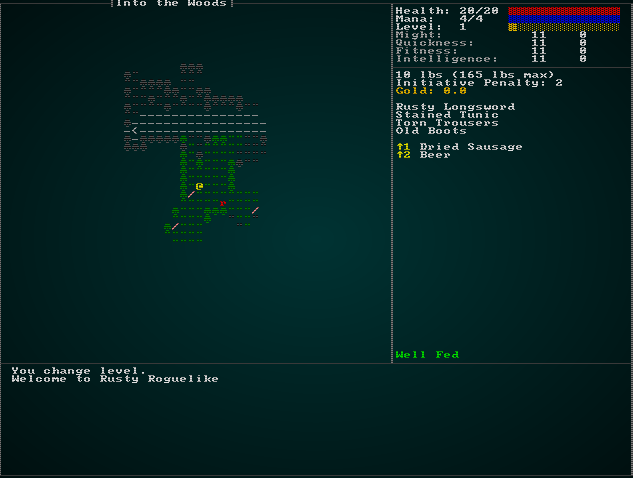 Into the Woods
Health: 20/20
Mana: 4/4
Level: 1
Might: 11 0
Quickness: 11 0
Fitness: 11 0
Intelligence: 11 0
10 lbs (165 lbs max)
Initiative Penalty: 2
Gold: 0.0
Rusty Longsword
Stained Tunic
Torn Trousers
Old Boots
↑1 Dried Sausage
↑2 Beer
Well Fed
You change level.
Welcome to Rusty Roguelike